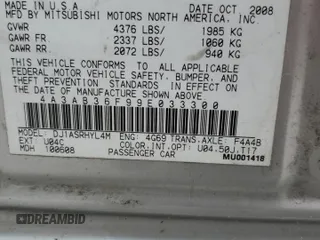 U.S.A. DATE OCT 2008
MFD BY MITSUBISHI MOTORS NORTH AMERICA, INC.
GVWR 4376 LBS/ 1985 KG
GAWR FR. 2337 LBS/ 1060 KG
GAWR RR. 2072 LBS/ 940 KG
THIS VEHICLE CONFORMS TO ALL APPLICABLE
FEDERAL MOTOR VEHICLE SAFETY, BUMPER, AND
THEFT PREVENTION STANDARDS IN EFFECT ON
THE DATE OF MANUFACTURE SHOWN ABOVE.
4A3AB36F99E033300
MODEL: DJ1ASRHYL4M ENG: 4G69 TRANS.AXLE F4A4B
EXT: U04C COLOR.INT.OPT: U04.50J.T17
MDH 100608 PASSENGER CAR MU001416
DREAMBID